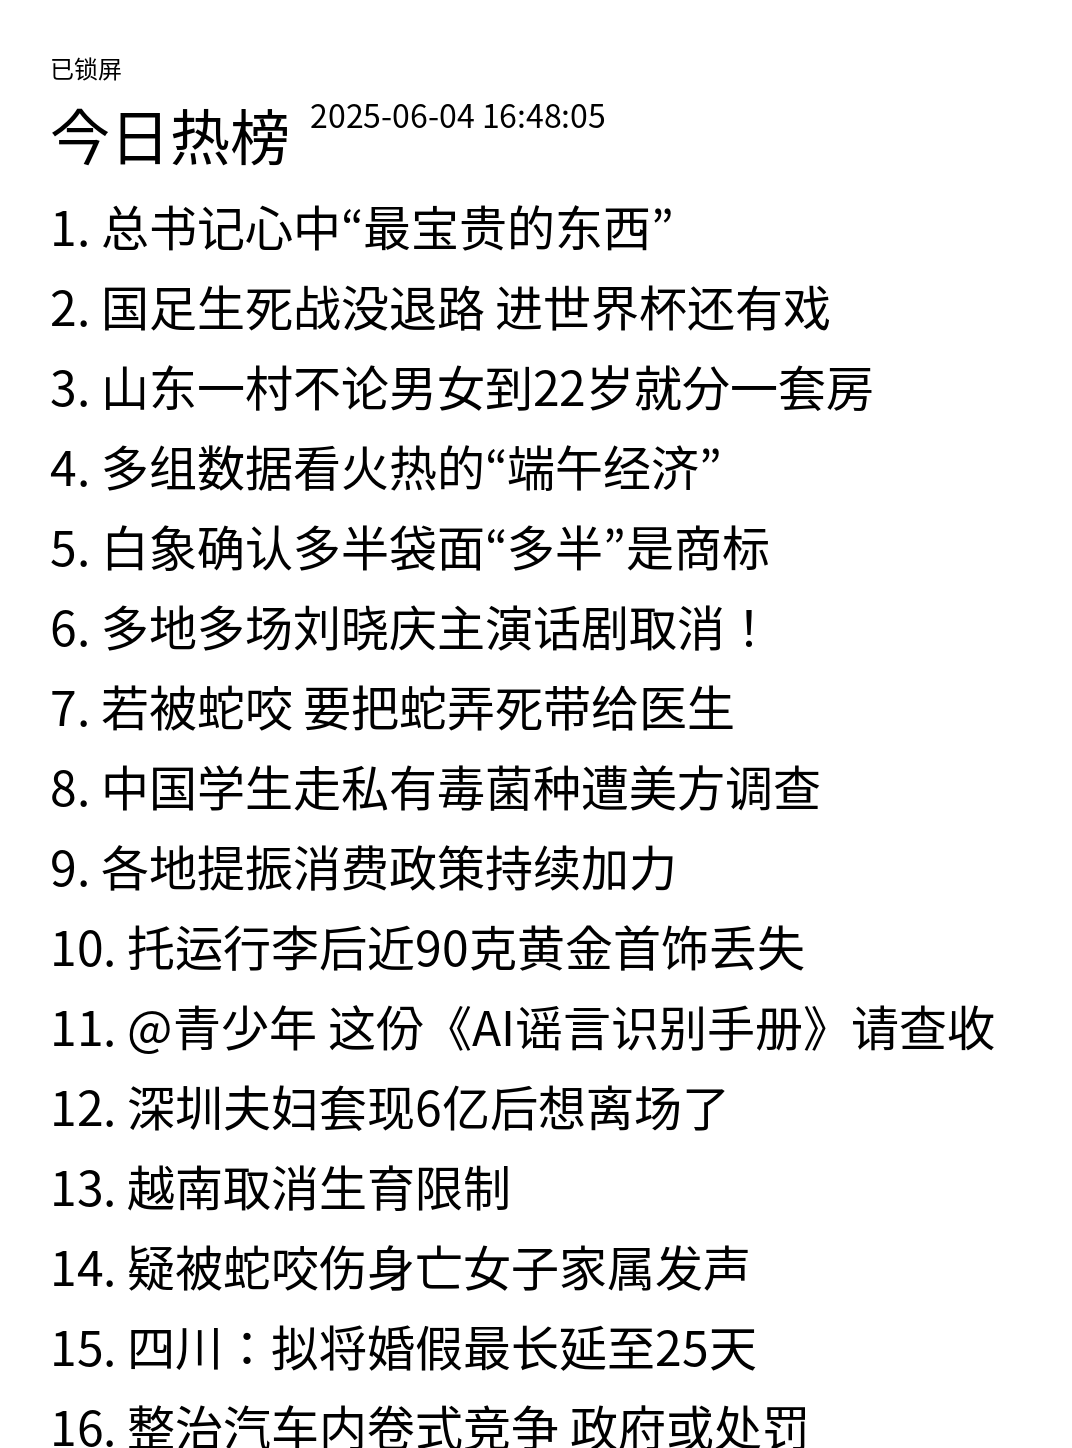 已锁屏
今日热榜 2025-06-04 16:48:05
1. 总书记心中“最宝贵的东西”
2. 国足生死战没退路 进世界杯还有戏
3. 山东一村不论男女到22岁就分一套房
4. 多组数据看火热的“端午经济”
5. 白象确认多半袋面“多半”是商标
6. 多地多场刘晓庆主演话剧取消！
7. 若被蛇咬 要把蛇弄死带给医生
8. 中国学生走私有毒菌种遭美方调查
9. 各地提振消费政策持续加力
10. 托运行李后近90克黄金首饰丢失
11. @青少年 这份《AI谣言识别手册》请查收
12. 深圳夫妇套现6亿后想离场了
13. 越南取消生育限制
14. 疑被蛇咬伤身亡女子家属发声
15. 四川：拟将婚假最长延至25天
16. 整治汽车内卷式竞争 政府或处罚